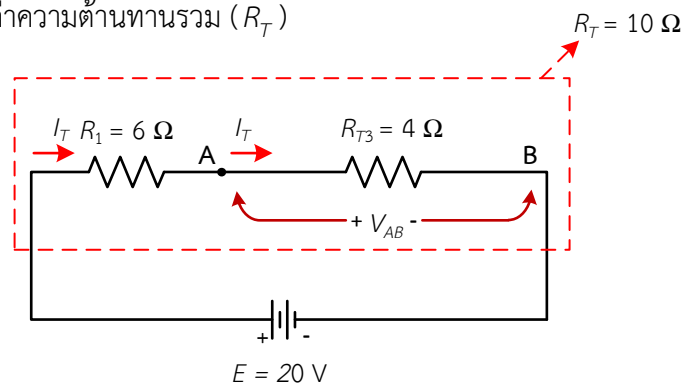 ค่าความต้านทานรวม (R_T)
R_T = 10 Ω
I_T R_1 = 6 Ω
A
I_T
R_T3 = 4 Ω
B
+ V_AB -
+ -
E = 20 V